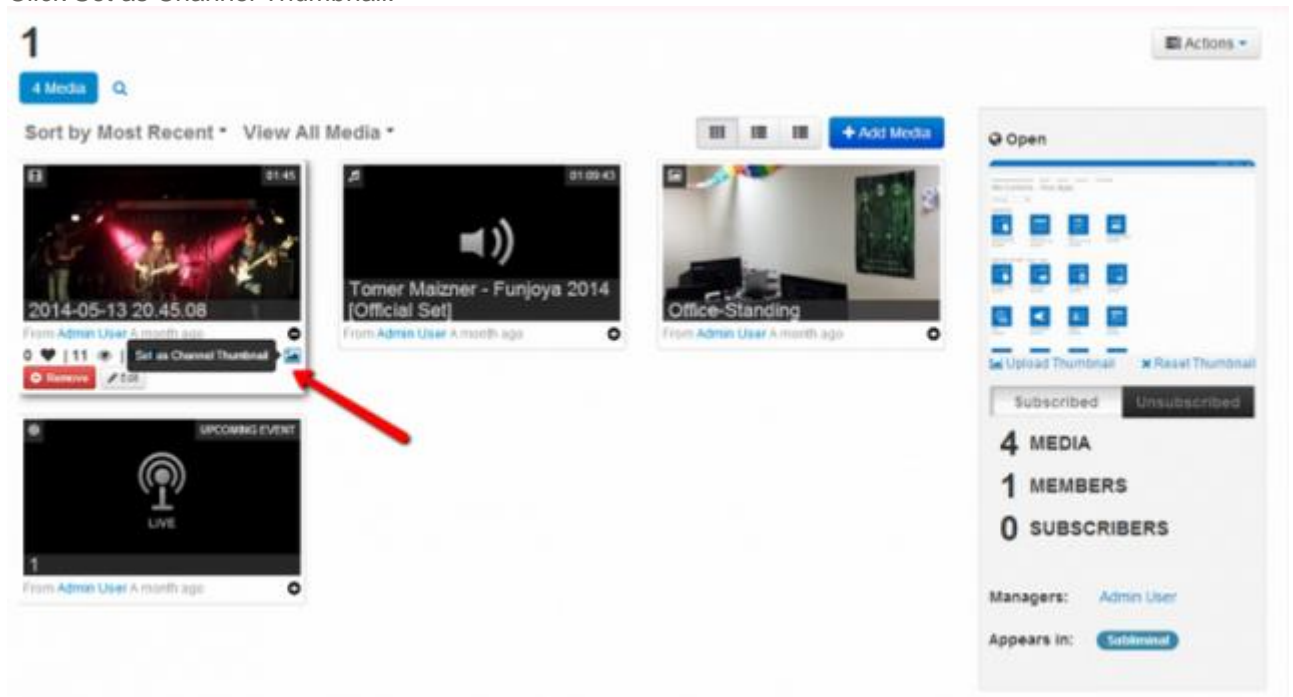 1
Actions
4 Media
Sort by Most Recent View All Media
+ Add Media
01:45
2014-05-13 20.45.08
From Admin User A month ago
0 | 11 |
Set as Channel Thumbnail
Remove Edit
01:09:43
Tomer Maizner - Funjoya 2014
[Official Set]
From Admin User A month ago
Office-Standing
From Admin User A month ago
UPCOMING EVENT
LIVE
1
From Admin User A month ago
Open
Upload Thumbnail Reset Thumbnail
Subscribed Unsubscribed
4 MEDIA
1 MEMBERS
0 SUBSCRIBERS
Managers: Admin User
Appears in: Sabliminal